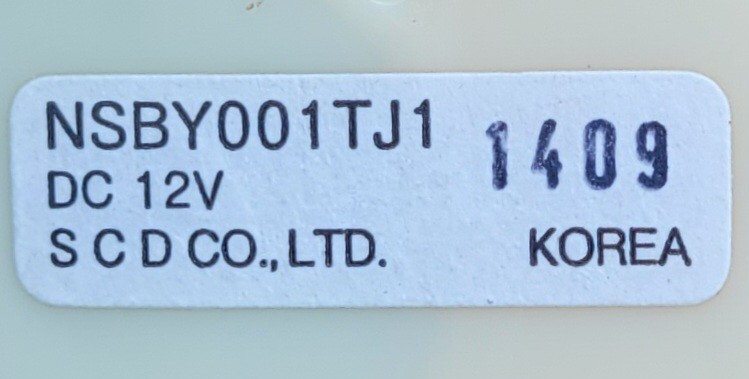 NSBY001TJ1 1409
DC 12V
S C D CO., LTD. KOREA